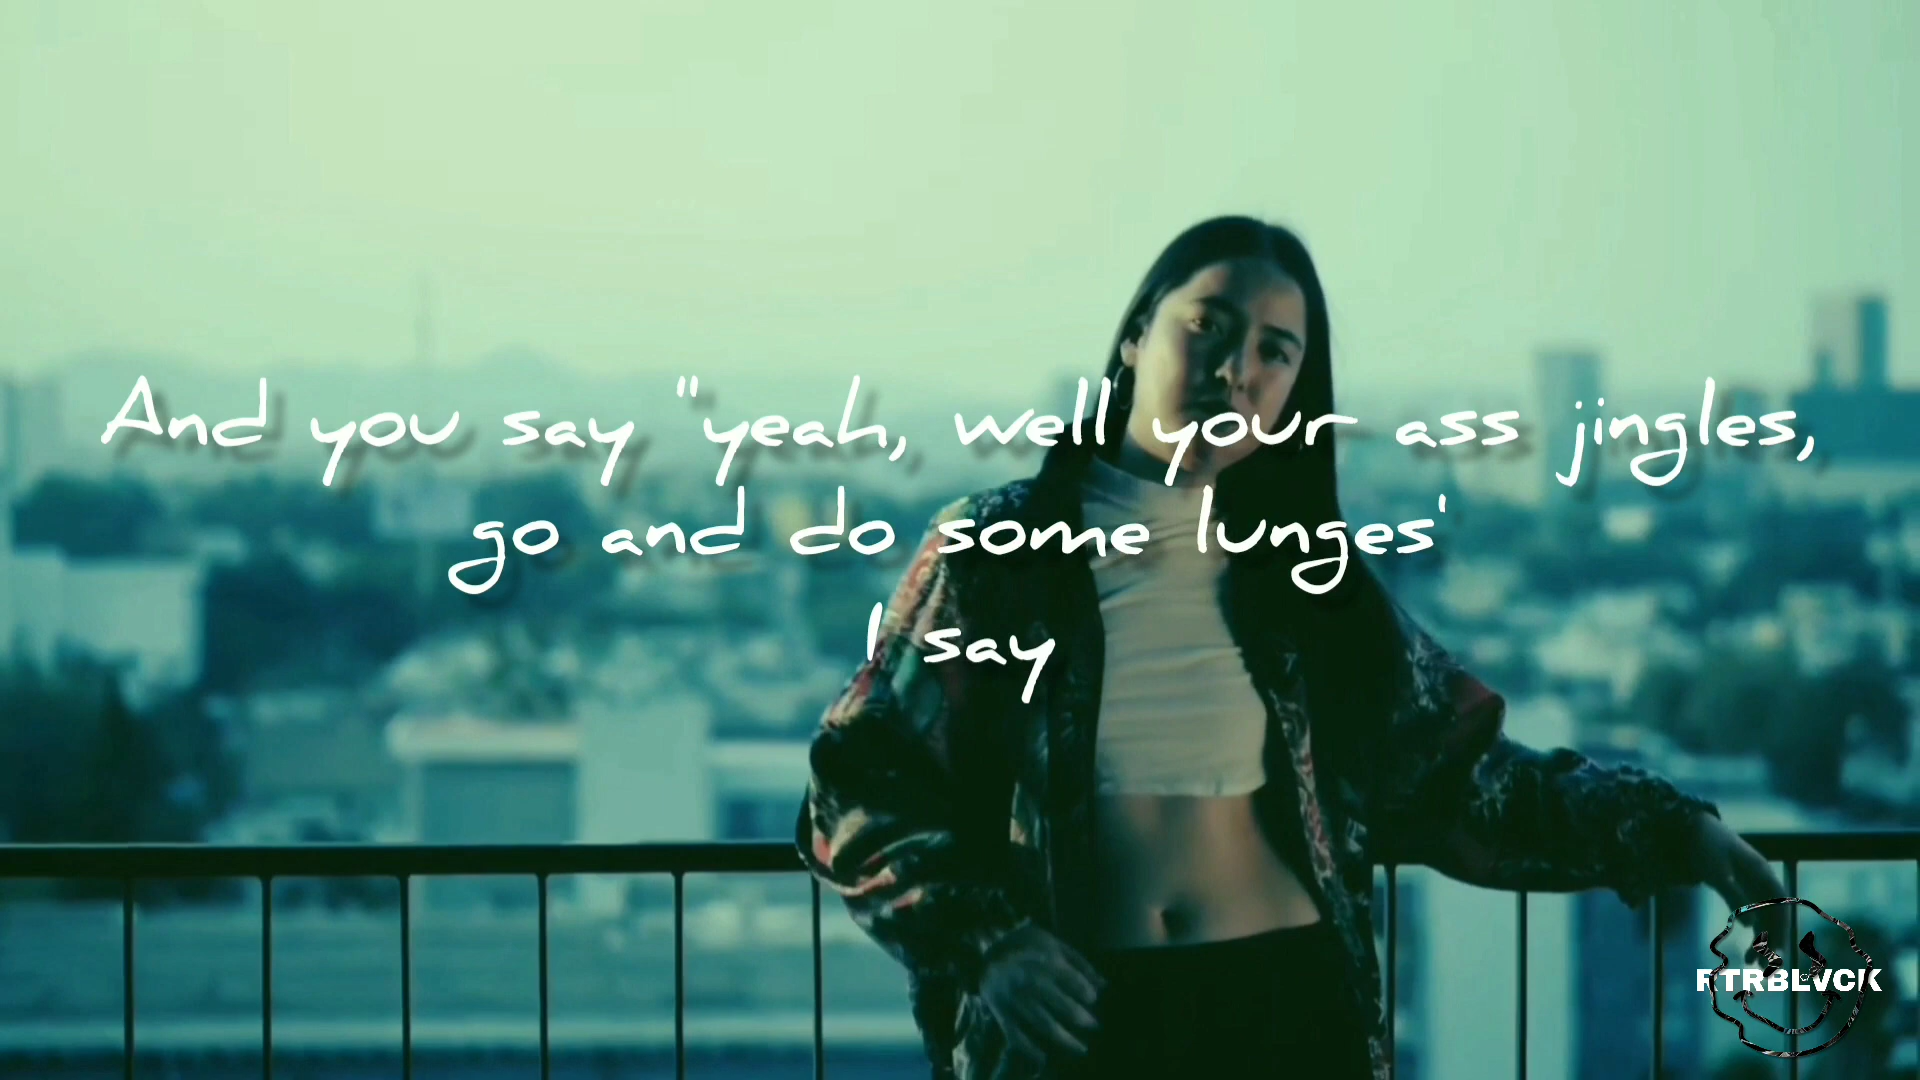 And you say "yeah, well your ass jingles,
go and do some lunges'
I say
RTRBLVCK